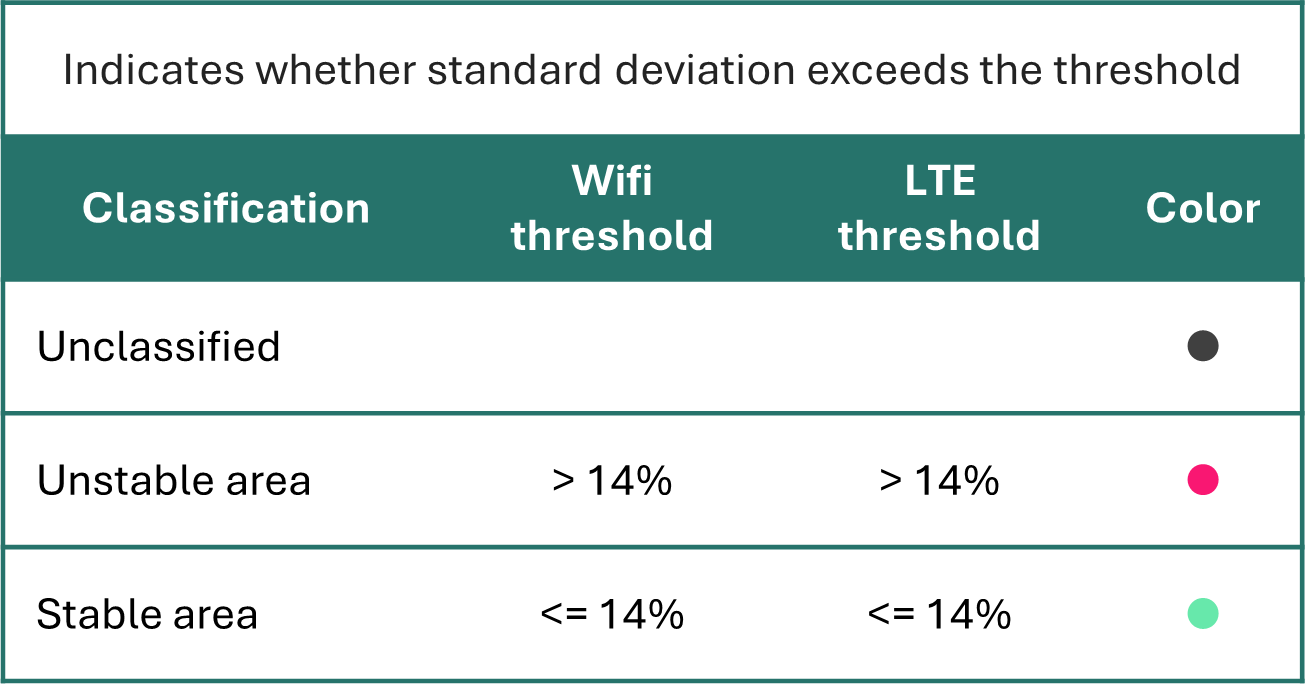 Indicates whether standard deviation exceeds the threshold
Classification
Wifi
threshold
LTE
threshold
Color
Unclassified
Unstable area > 14% > 14%
Stable area <= 14% <= 14%